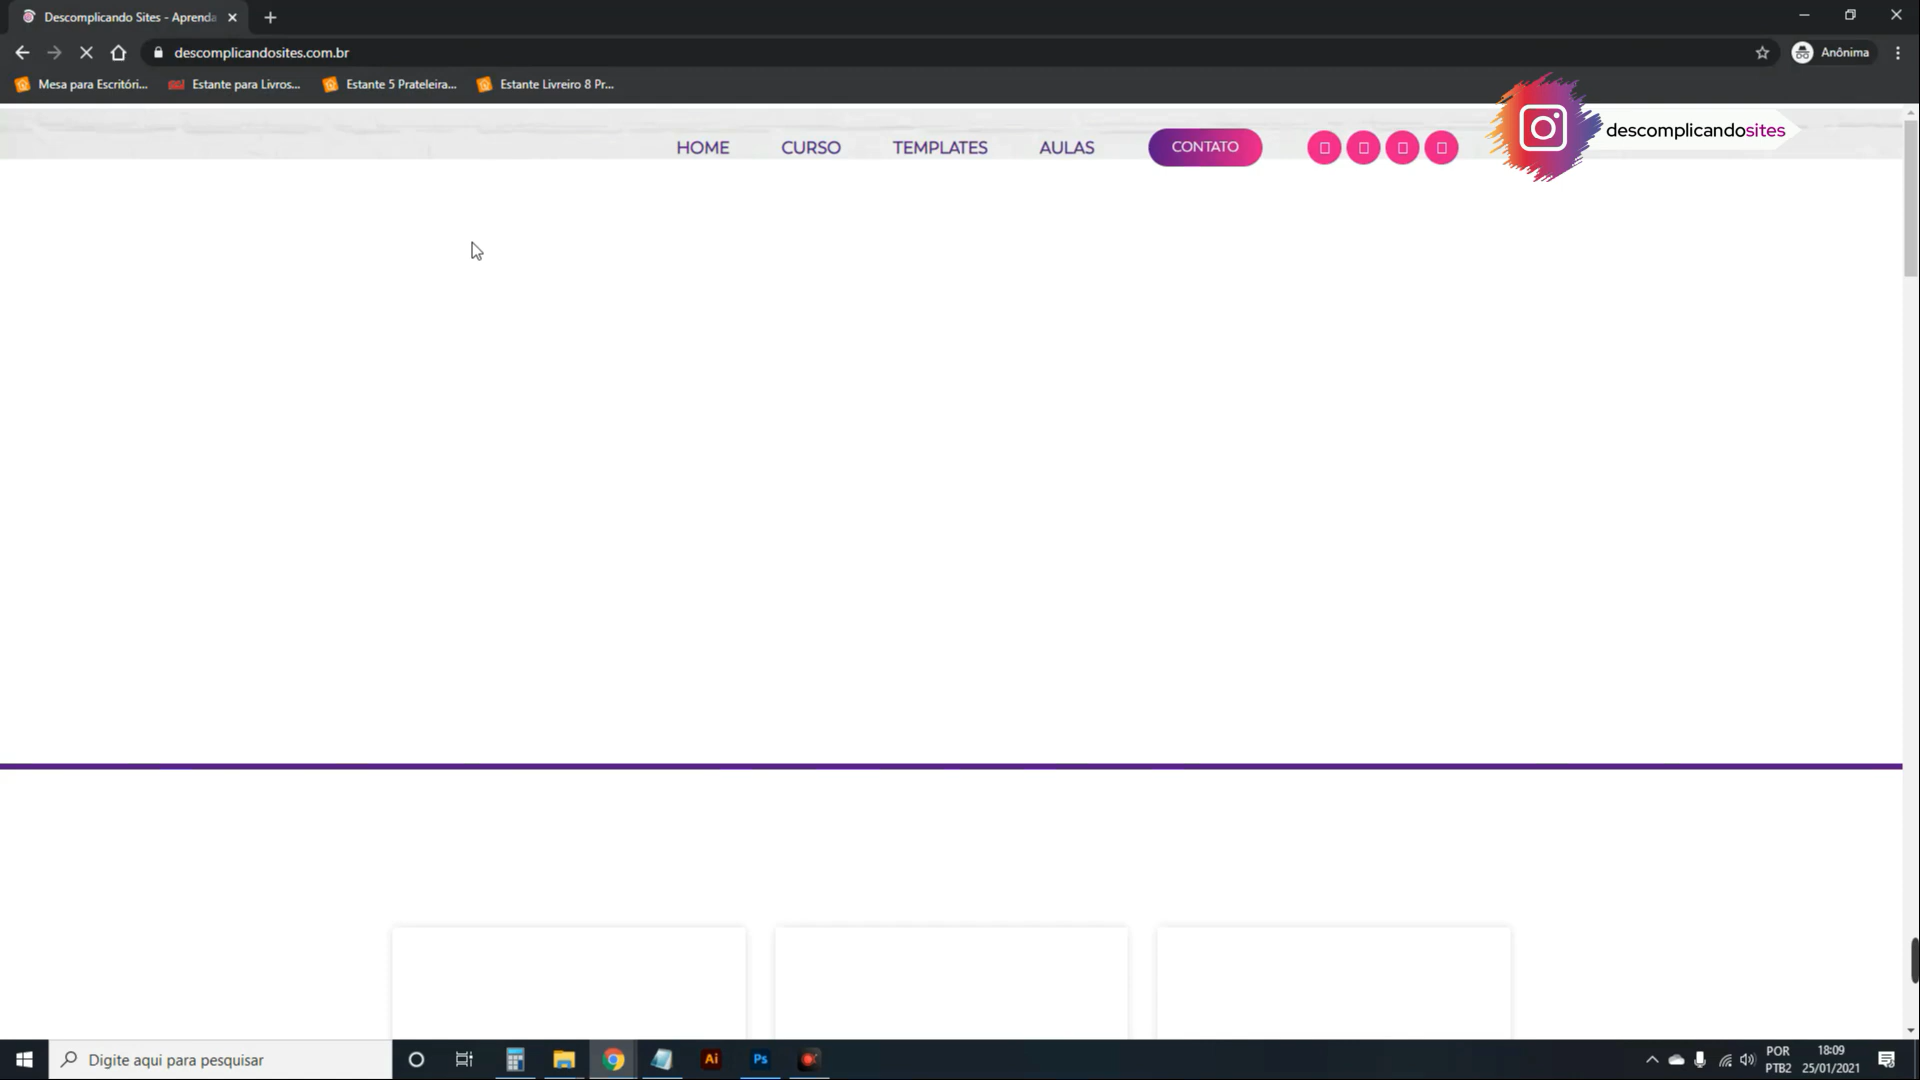 Descomplicando Sites - Aprenda
descomplicandosites.com.br
Anônima
Mesa para Escritóri...
Estante para Livros...
Estante 5 Prateleira...
Estante Livreiro 8 Pr...
HOME
CURSO
TEMPLATES
AULAS
CONTATO
descomplicandosites
Digite aqui para pesquisar
Ai
Ps
POR
PTB2
18:09
25/01/2021